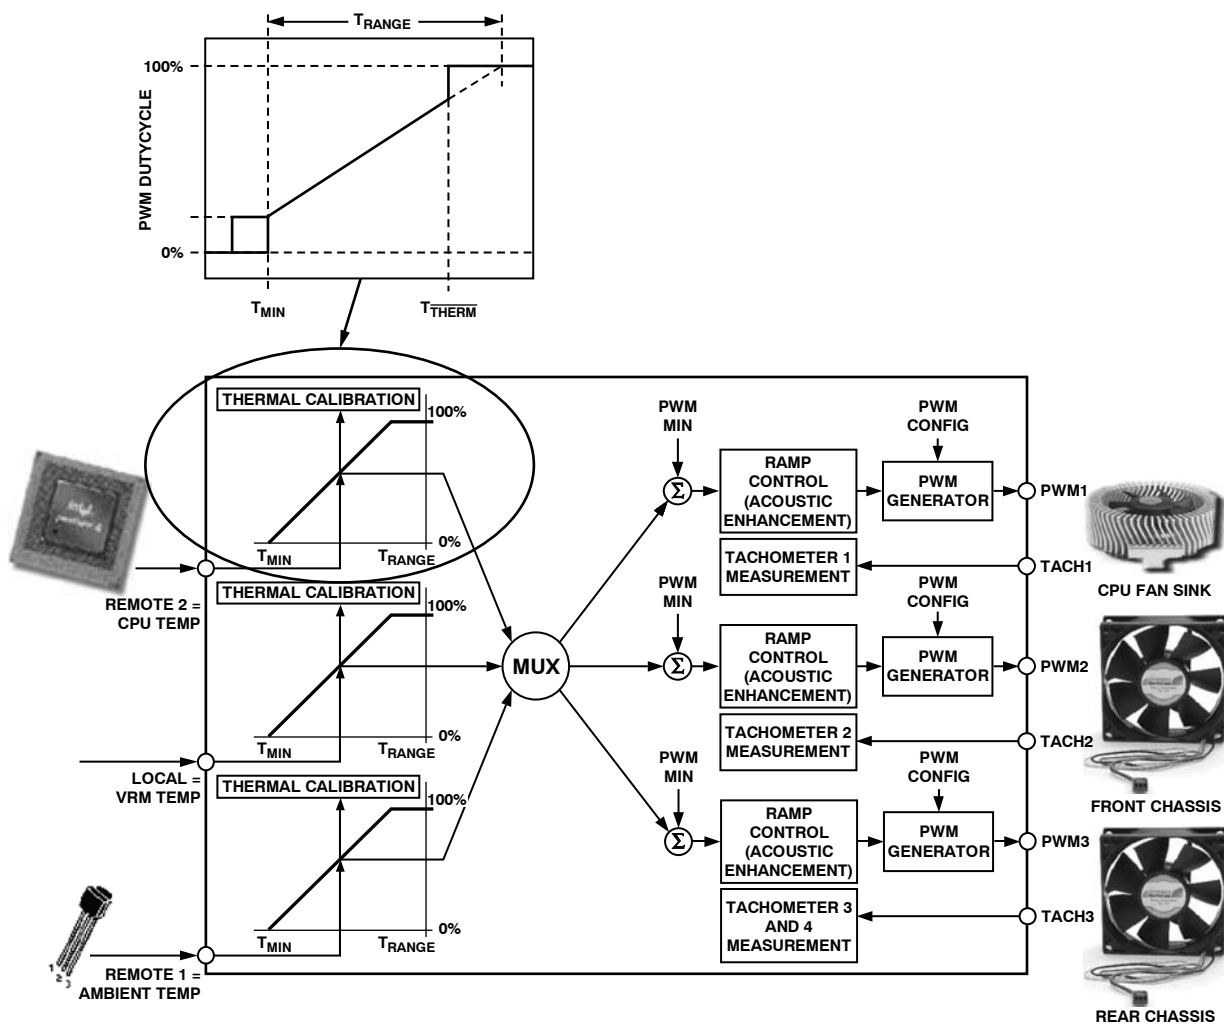 TRANGE
100%
PWM DUTYCYCLE
0%
TMIN
TTHERM
THERMAL CALIBRATION
100%
TMIN
TRANGE
0%
REMOTE 2 =
CPU TEMP
THERMAL CALIBRATION
100%
TMIN
TRANGE
0%
LOCAL =
VRM TEMP
THERMAL CALIBRATION
100%
TMIN
TRANGE
0%
REMOTE 1 =
AMBIENT TEMP
1
2
3
intel
MUX
PWM
MIN
Σ
RAMP
CONTROL
(ACOUSTIC
ENHANCEMENT)
PWM
CONFIG
PWM
GENERATOR
PWM1
TACHOMETER 1
MEASUREMENT
TACH1
CPU FAN SINK
PWM
MIN
Σ
RAMP
CONTROL
(ACOUSTIC
ENHANCEMENT)
PWM
CONFIG
PWM
GENERATOR
PWM2
TACHOMETER 2
MEASUREMENT
TACH2
FRONT CHASSIS
PWM
MIN
Σ
RAMP
CONTROL
(ACOUSTIC
ENHANCEMENT)
PWM
CONFIG
PWM
GENERATOR
PWM3
TACHOMETER 3
AND 4
MEASUREMENT
TACH3
REAR CHASSIS